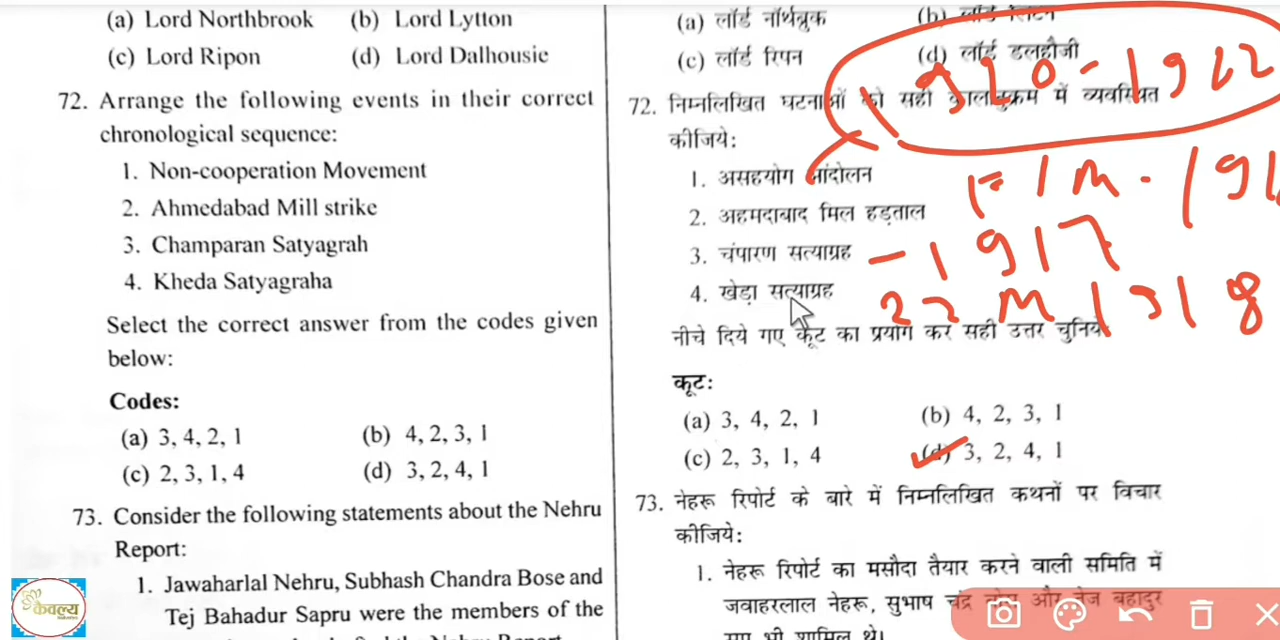 (a) Lord Northbrook (b) Lord Lytton
(c) Lord Ripon (d) Lord Dalhousie
72. Arrange the following events in their correct
chronological sequence:
1. Non-cooperation Movement
2. Ahmedabad Mill strike
3. Champaran Satyagrah
4. Kheda Satyagraha
Select the correct answer from the codes given
below:
Codes:
(a) 3, 4, 2, 1 (b) 4, 2, 3, 1
(c) 2, 3, 1, 4 (d) 3, 2, 4, 1
73. Consider the following statements about the Nehru
Report:
1. Jawaharlal Nehru, Subhash Chandra Bose and
Tej Bahadur Sapru were the members of the
केवल्य
(a) लॉर्ड नॉर्थब्रुक (b) लॉर्ड लिटन
(c) लॉर्ड रिपन (d) लॉर्ड डलहौजी
72. निम्नलिखित घटनाओं को सही कालानुक्रम में व्यवस्थित
कीजिये:
1. असहयोग आंदोलन
2. अहमदाबाद मिल हड़ताल
3. चंपारण सत्याग्रह - 1917
4. खेड़ा सत्याग्रह
नीचे दिये गए कूट का प्रयोग कर सही उत्तर चुनिये
कूट:
(a) 3, 4, 2, 1 (b) 4, 2, 3, 1
(c) 2, 3, 1, 4 (d) 3, 2, 4, 1
73. नेहरू रिपोर्ट के बारे में निम्नलिखित कथनों पर विचार
कीजिये:
1. नेहरू रिपोर्ट का मसौदा तैयार करने वाली समिति में
जवाहरलाल नेहरू, सुभाष चंद्र बोस और तेज बहादुर
सप्रू भी शामिल थे।
1920-1922